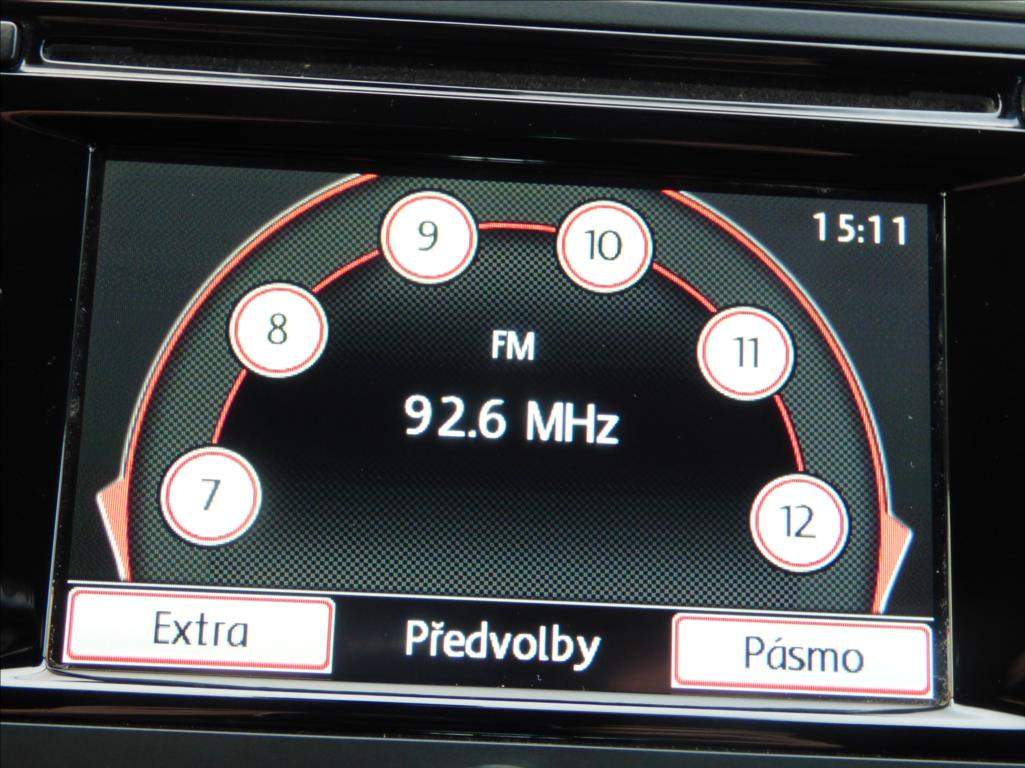 15:11
9
10
8
11
FM
92.6 MHz
7
12
Extra
Předvolby
Pásmo